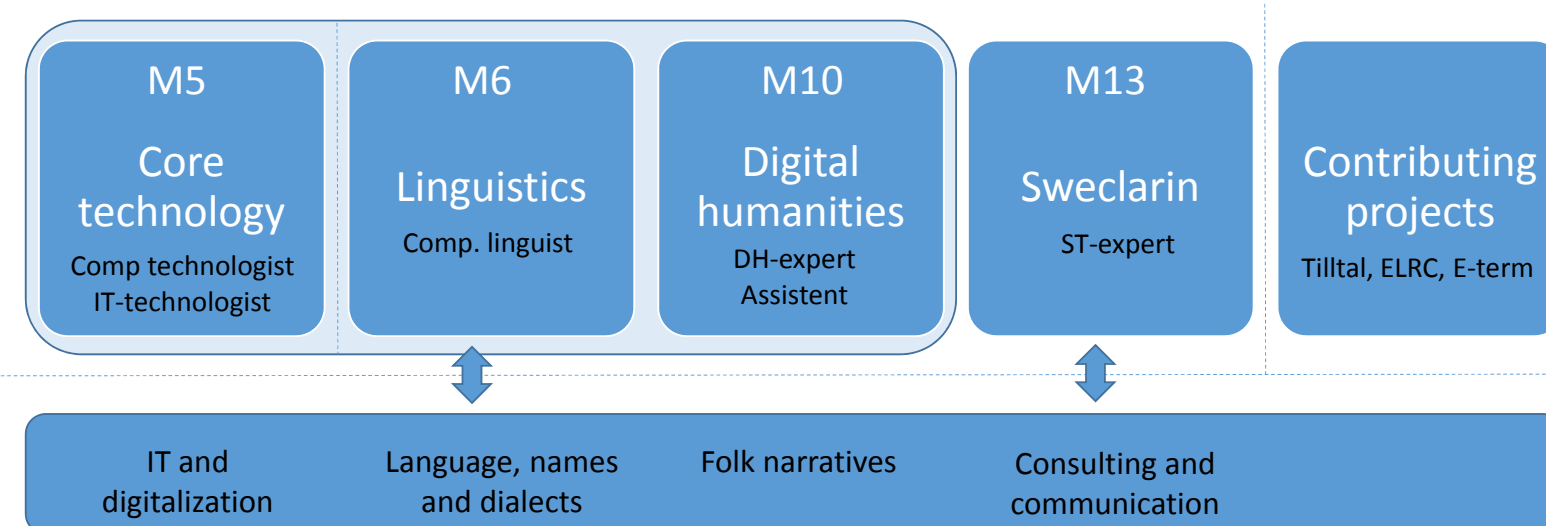 M5
Core
technology
Comp technologist
IT-technologist
M6
Linguistics
Comp. linguist
M10
Digital
humanities
DH-expert
Assistent
M13
Sweclarin
ST-expert
Contributing
projects
Tilltal, ELRC, E-term
IT and
digitalization
Language, names
and dialects
Folk narratives
Consulting and
communication